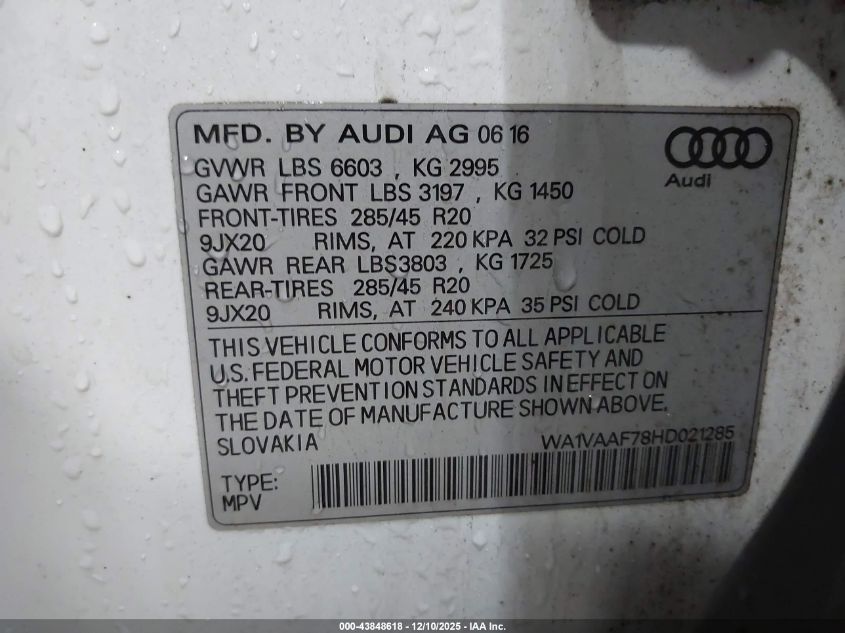 MFD. BY AUDI AG 06 16
GVWR LBS 6603 , KG 2995
GAWR FRONT LBS 3197 , KG 1450
FRONT-TIRES 285/45 R20
9JX20 RIMS, AT 220 KPA 32 PSI COLD
GAWR REAR LBS3803 , KG 1725
REAR-TIRES 285/45 R20
9JX20 RIMS, AT 240 KPA 35 PSI COLD
Audi
THIS VEHICLE CONFORMS TO ALL APPLICABLE
U.S. FEDERAL MOTOR VEHICLE SAFETY AND
THEFT PREVENTION STANDARDS IN EFFECT ON
THE DATE OF MANUFACTURE SHOWN ABOVE.
SLOVAKIA WA1VAAF78HD021285
TYPE:
MPV
000-43848618 - 12/10/2025 - IAA Inc.